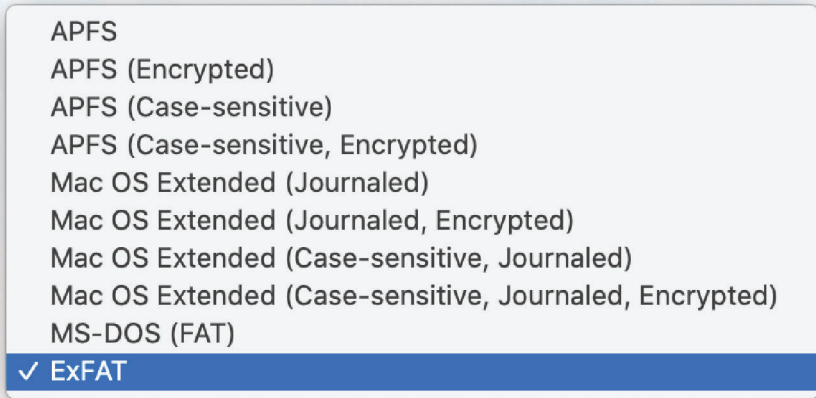 APFS
APFS (Encrypted)
APFS (Case-sensitive)
APFS (Case-sensitive, Encrypted)
Mac OS Extended (Journaled)
Mac OS Extended (Journaled, Encrypted)
Mac OS Extended (Case-sensitive, Journaled)
Mac OS Extended (Case-sensitive, Journaled, Encrypted)
MS-DOS (FAT)
✓ ExFAT